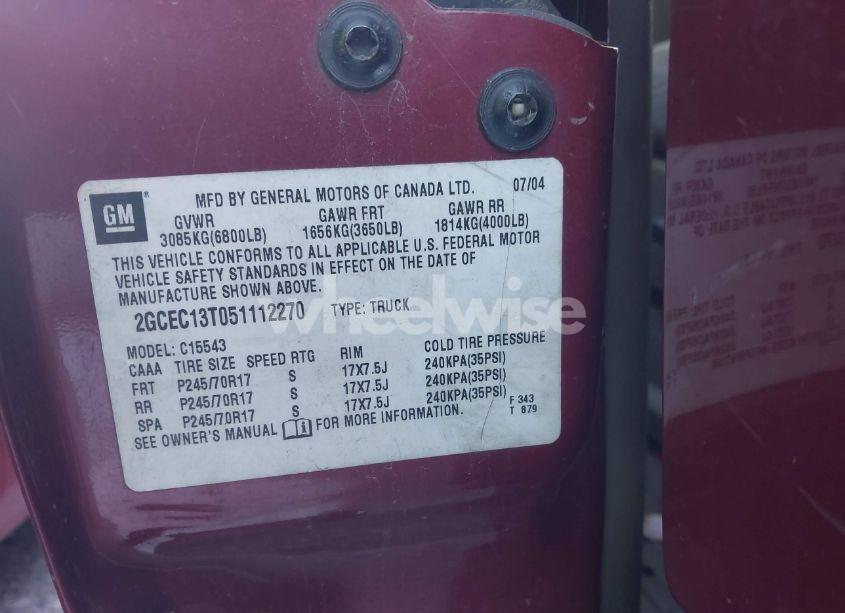 GM
MFD BY GENERAL MOTORS OF CANADA LTD. 07/04
GVWR GAWR FRT GAWR RR
3085KG(6800LB) 1656KG(3650LB) 1814KG(4000LB)
THIS VEHICLE CONFORMS TO ALL APPLICABLE U.S. FEDERAL MOTOR
VEHICLE SAFETY STANDARDS IN EFFECT ON THE DATE OF
MANUFACTURE SHOWN ABOVE.
2GCEC13T051112270 TYPE: TRUCK
MODEL: C15543
CAAA TIRE SIZE SPEED RTG RIM COLD TIRE PRESSURE
FRT P245/70R17 S 17X7.5J 240KPA(35PSI)
RR P245/70R17 S 17X7.5J 240KPA(35PSI)
SPA P245/70R17 S 17X7.5J 240KPA(35PSI)
SEE OWNER'S MANUAL FOR MORE INFORMATION.
F 343
T 879
wheelwise